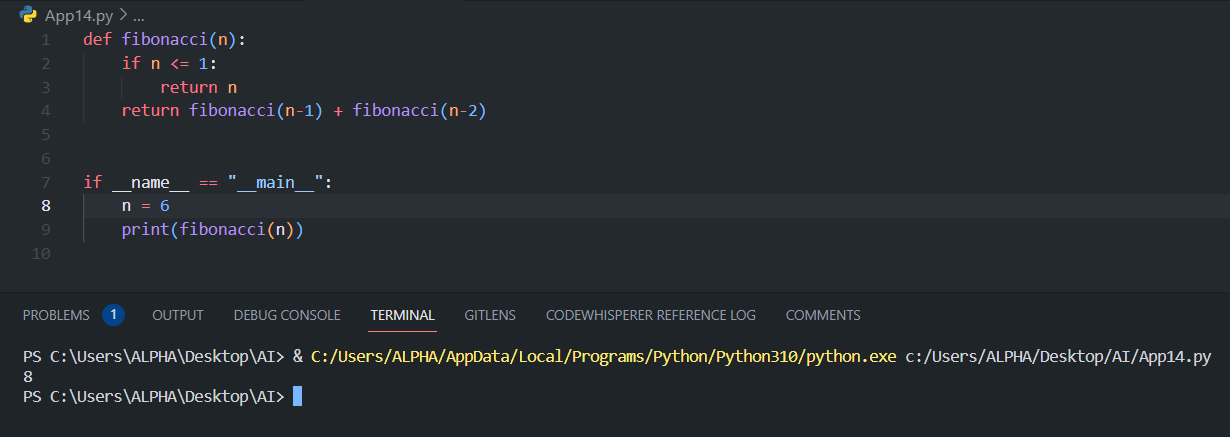 App14.py > ...
1 def fibonacci(n):
2     if n <= 1:
3         return n
4     return fibonacci(n-1) + fibonacci(n-2)
5
6
7 if __name__ == "__main__":
8     n = 6
9     print(fibonacci(n))
10
PROBLEMS 1 OUTPUT DEBUG CONSOLE TERMINAL GITLENS CODEWHISPERER REFERENCE LOG COMMENTS
PS C:\Users\ALPHA\Desktop\AI> & C:/Users/ALPHA/AppData/Local/Programs/Python/Python310/python.exe c:/Users/ALPHA/Desktop/AI/App14.py
8
PS C:\Users\ALPHA\Desktop\AI>